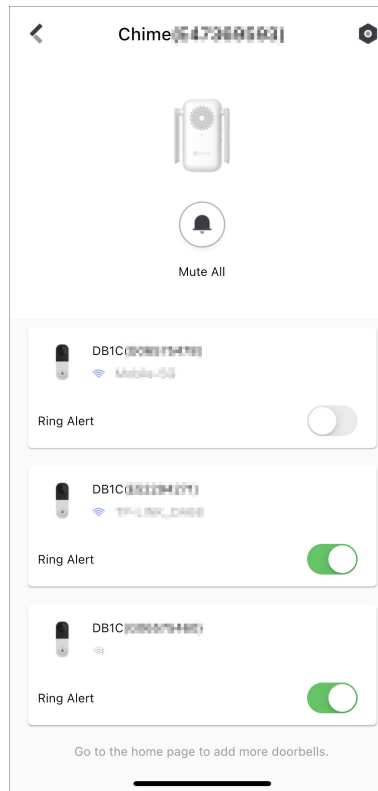 Chime
Mute All
DB1C
Ring Alert
DB1C
Ring Alert
DB1C
Ring Alert
Go to the home page to add more doorbells.